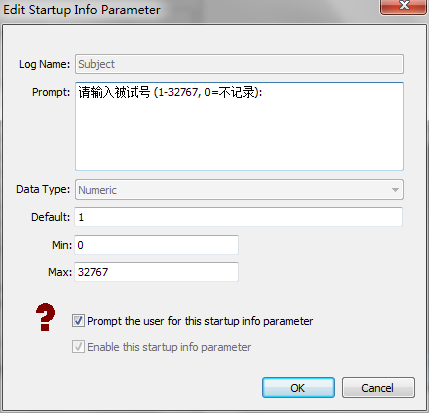 Edit Startup Info Parameter
Log Name: Subject
Prompt: 请输入被试号 (1-32767, 0=不记录):
Data Type: Numeric
Default: 1
Min: 0
Max: 32767
? Prompt the user for this startup info parameter
Enable this startup info parameter
OK Cancel